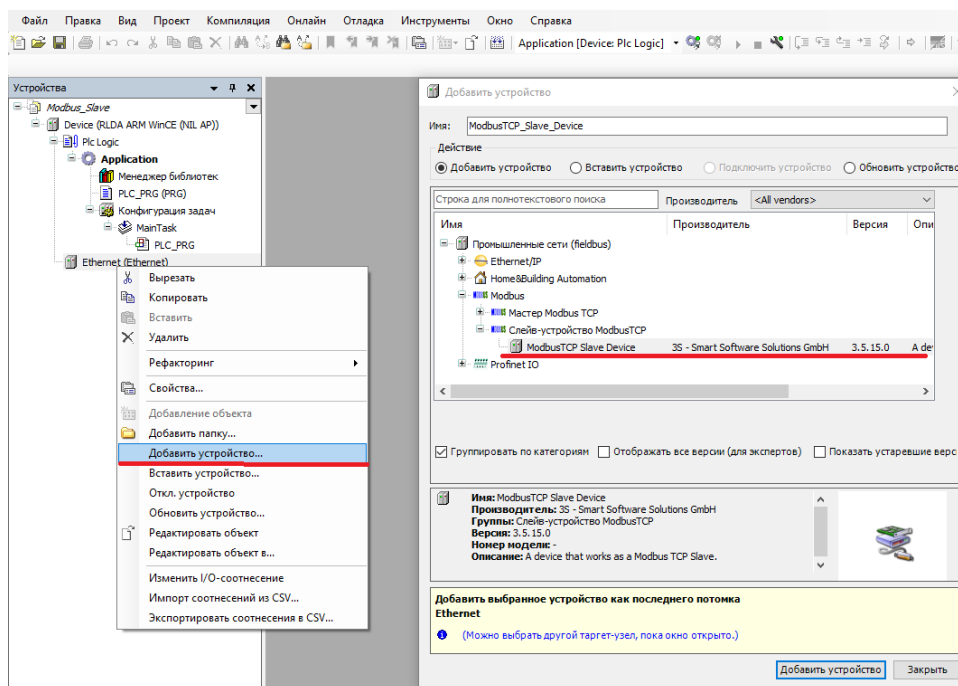 Файл Правка Вид Проект Компиляция Онлайн Отладка Инструменты Окно Справка
Application [Device: Plc Logic]
Устройства
Modbus_Slave
Device (RLDA ARM WinCE (NIL AP))
Plc Logic
Application
Менеджер библиотек
PLC_PRG (PRG)
Конфигурация задач
MainTask
PLC_PRG
Ethernet (Ethernet)
Вырезать
Копировать
Вставить
Удалить
Рефакторинг
Свойства...
Добавление объекта
Добавить папку...
Добавить устройство...
Вставить устройство...
Откл. устройство
Обновить устройство...
Редактировать объект
Редактировать объект в...
Изменить I/O-соотнесение
Импорт соотнесений из CSV...
Экспортировать соотнесения в CSV...
Добавить устройство
Имя: ModbusTCP_Slave_Device
Действие
Добавить устройство Вставить устройство Подключить устройство Обновить устройство
Строка для полнотекстового поиска Производитель <All vendors>
Имя Производитель Версия Опи
Промышленные сети (fieldbus)
Ethernet/IP
Home&Building Automation
Modbus
Мастер Modbus TCP
Слейв-устройство ModbusTCP
ModbusTCP Slave Device 3S - Smart Software Solutions GmbH 3.5.15.0 A de
Profinet IO
Группировать по категориям Отображать все версии (для экспертов) Показать устаревшие верс
Имя: ModbusTCP Slave Device
Производитель: 3S - Smart Software Solutions GmbH
Группы: Слейв-устройство ModbusTCP
Версия: 3.5.15.0
Номер модели: -
Описание: A device that works as a Modbus TCP Slave.
Добавить выбранное устройство как последнего потомка
Ethernet
(Можно выбрать другой таргет-узел, пока окно открыто.)
Добавить устройство Закрыть